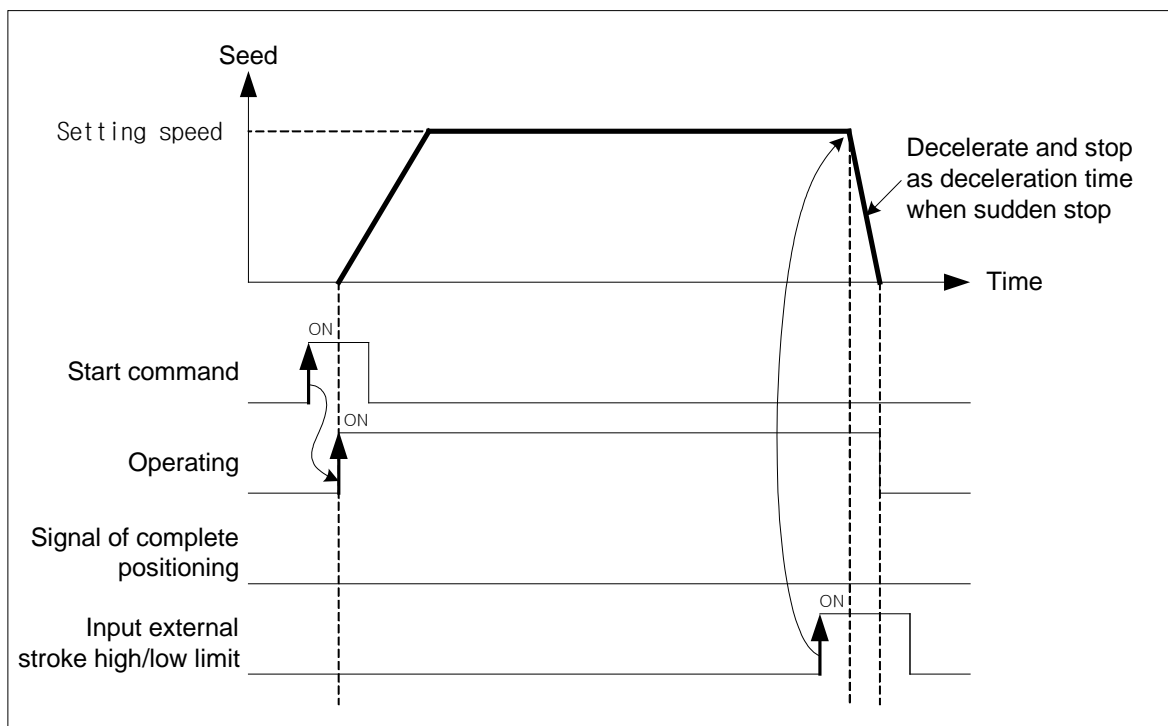 Seed
Setting speed
Decelerate and stop
as deceleration time
when sudden stop
Time
ON
Start command
ON
Operating
Signal of complete
positioning
ON
Input external
stroke high/low limit